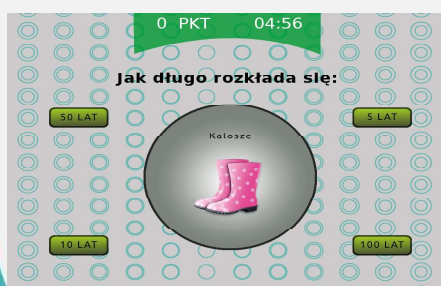 0 PKT 04:56
Jak długo rozkłada się:
50 LAT 5 LAT
Kalosze
10 LAT 100 LAT